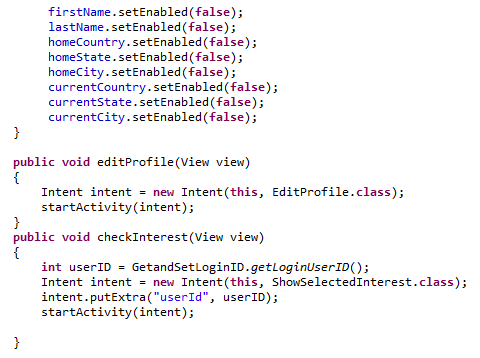 firstName.setEnabled(false);
lastName.setEnabled(false);
homeCountry.setEnabled(false);
homeState.setEnabled(false);
homeCity.setEnabled(false);
currentCountry.setEnabled(false);
currentState.setEnabled(false);
currentCity.setEnabled(false);
}
public void editProfile(View view)
{
Intent intent = new Intent(this, EditProfile.class);
startActivity(intent);
}
public void checkInterest(View view)
{
int userID = GetandSetLoginID.getLoginUserID();
Intent intent = new Intent(this, ShowSelectedInterest.class);
intent.putExtra("userId", userID);
startActivity(intent);
}